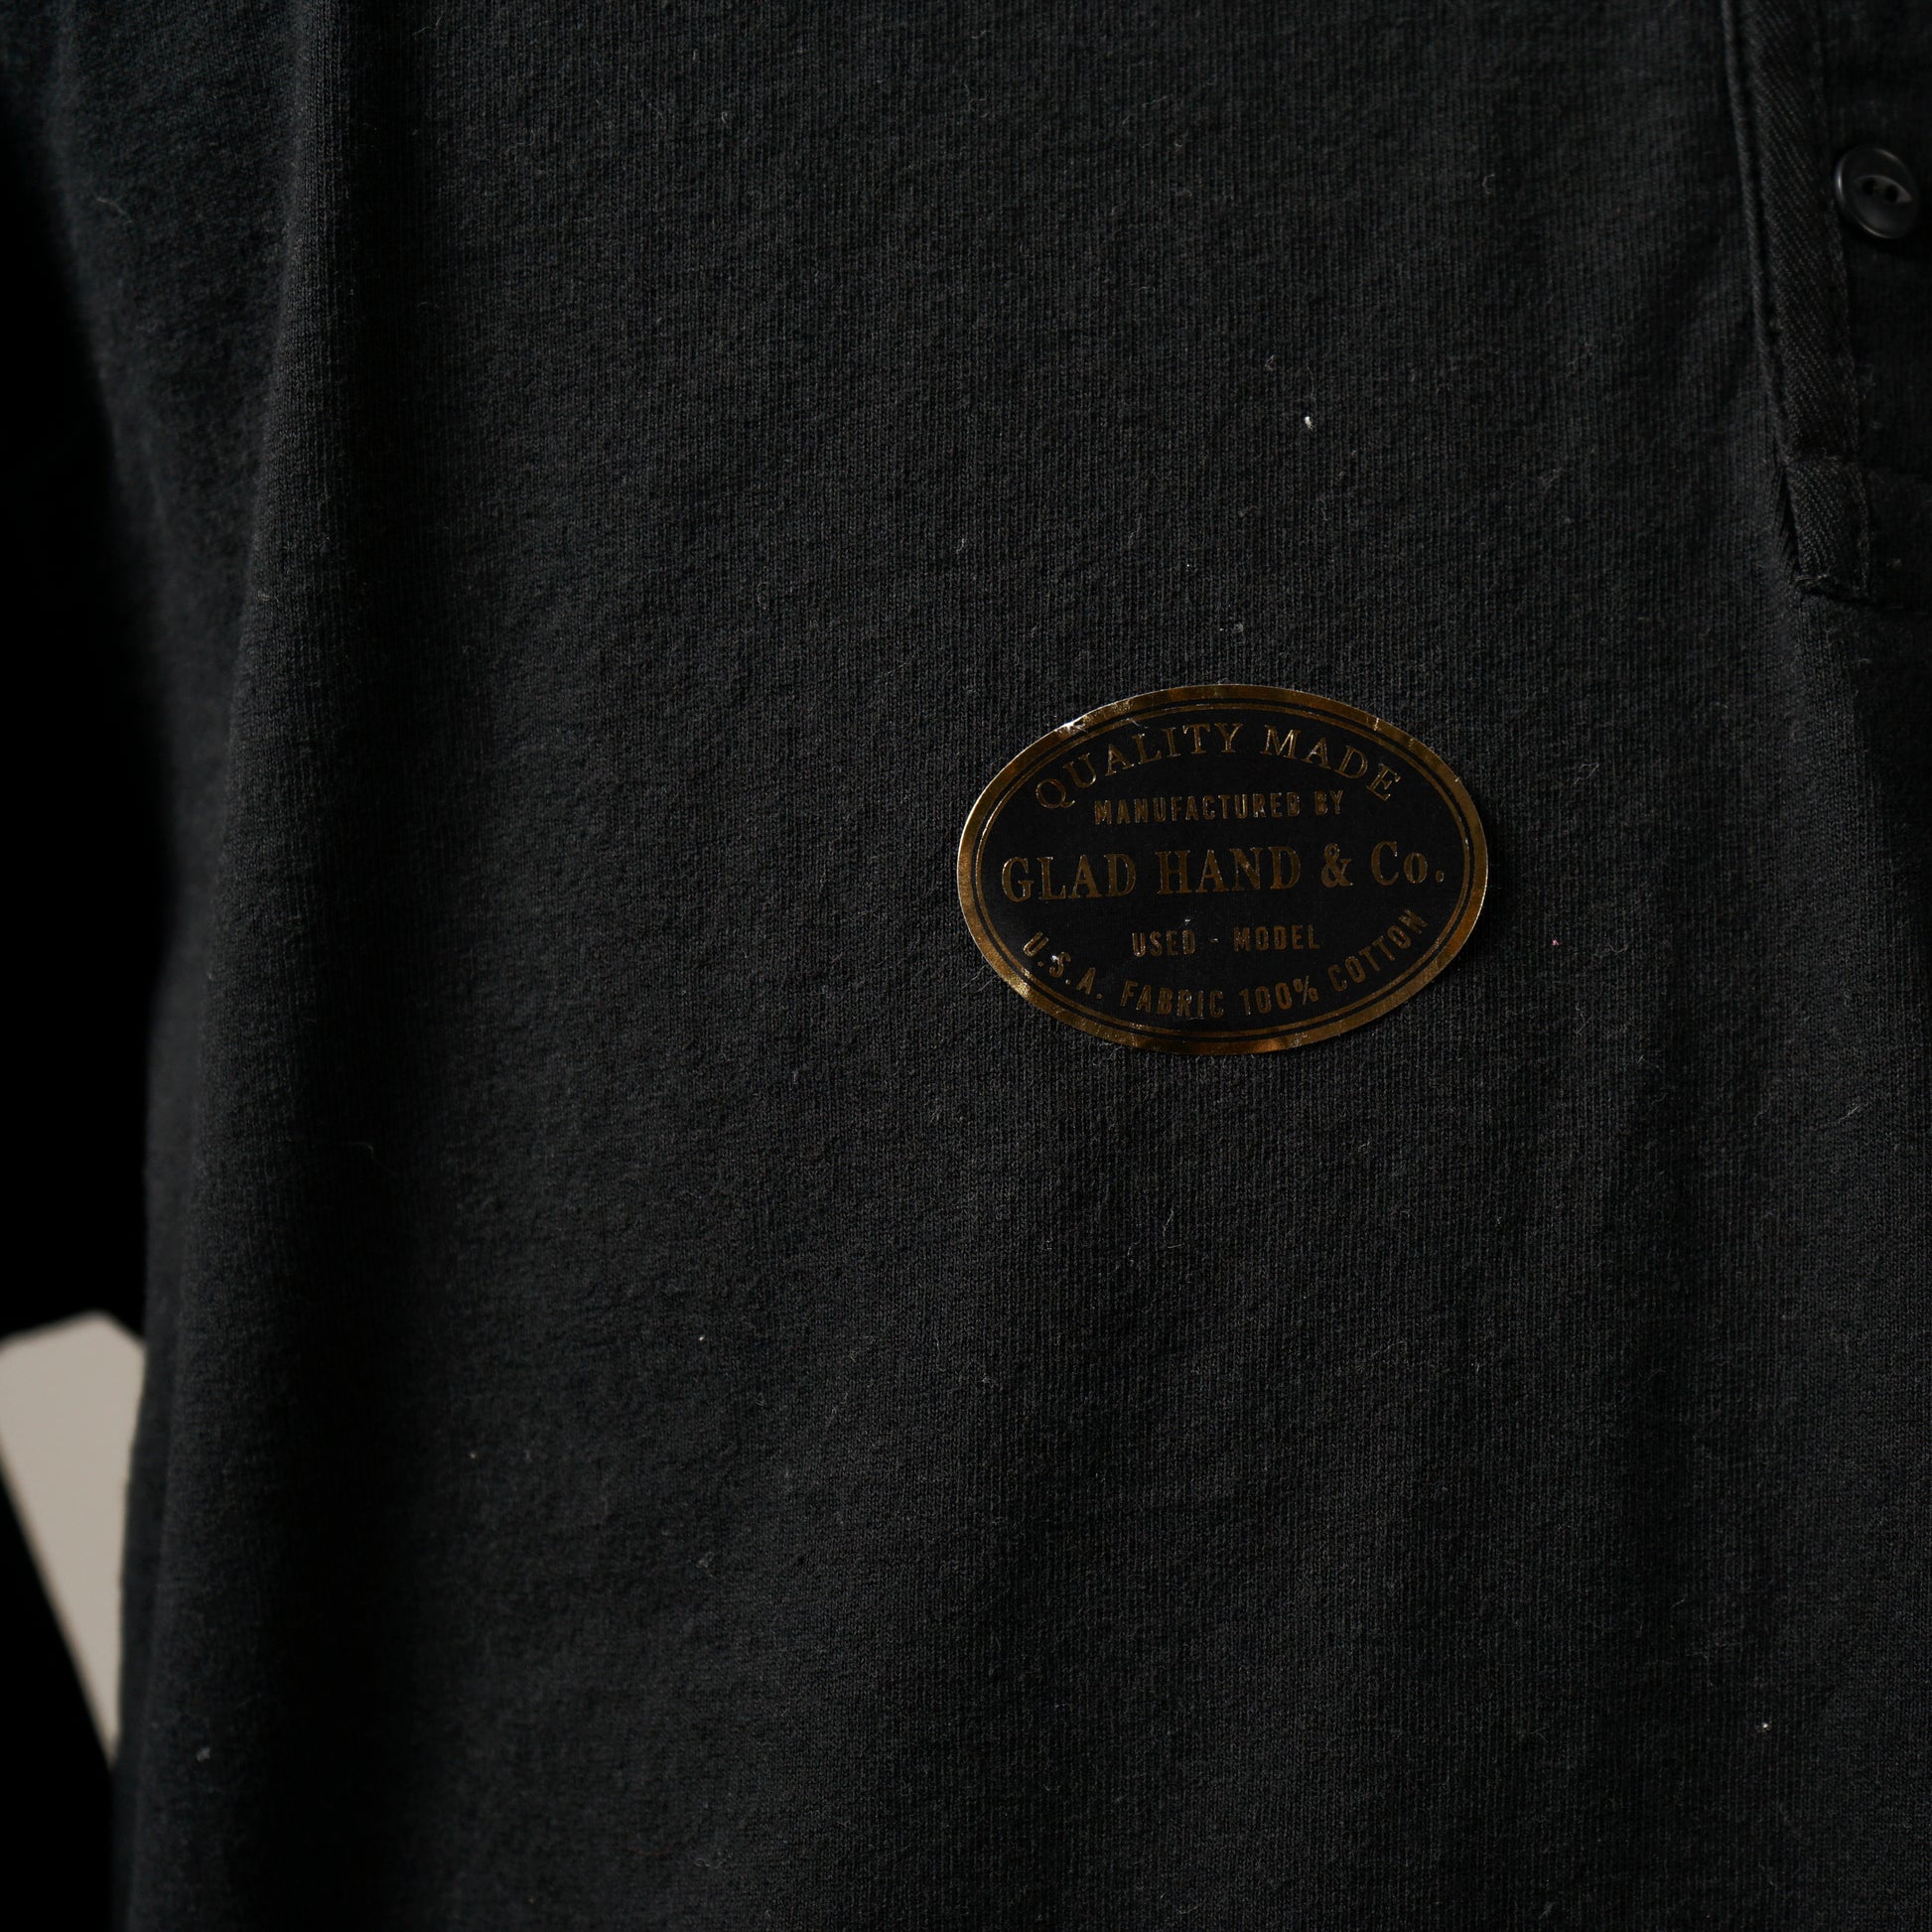 QUALITY MADE
MANUFACTURED BY
GLAD HAND & Co.
USED - MODEL
U.S.A. FABRIC 100% COTTON